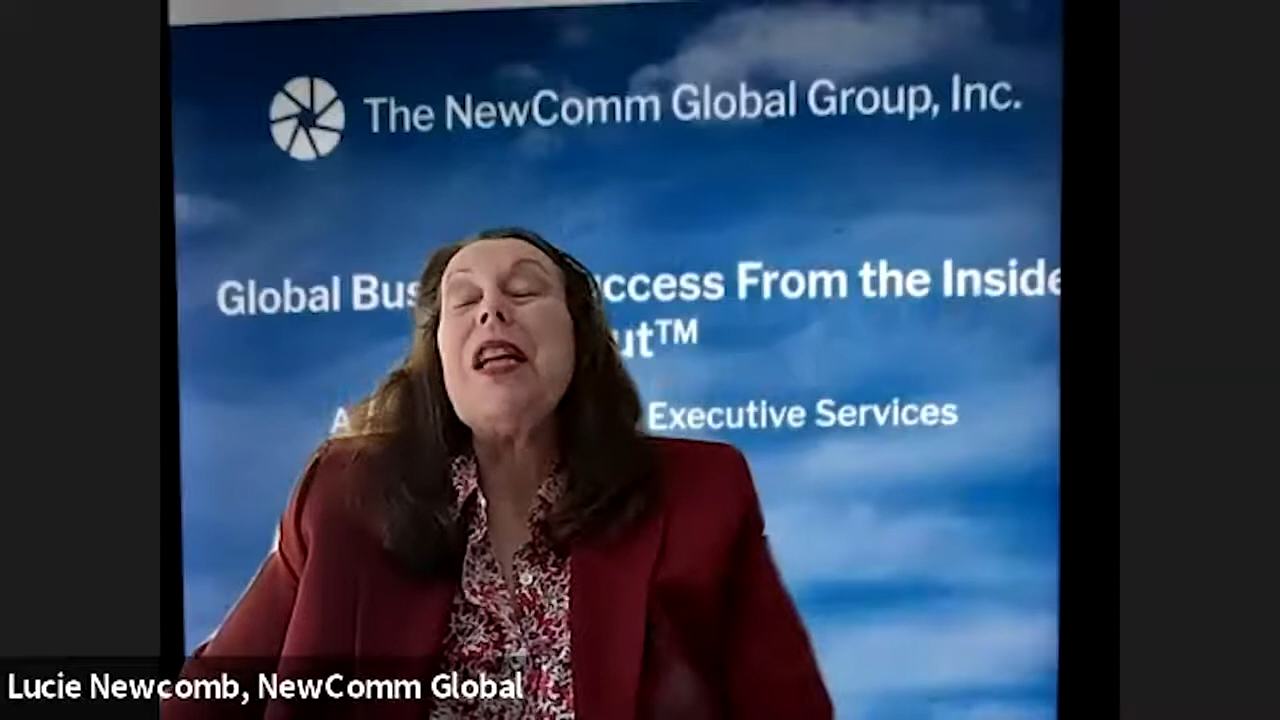 The NewComm Global Group, Inc.
Global Bus ccess From the Inside
ut™
A Executive Services
Lucie Newcomb, NewComm Global